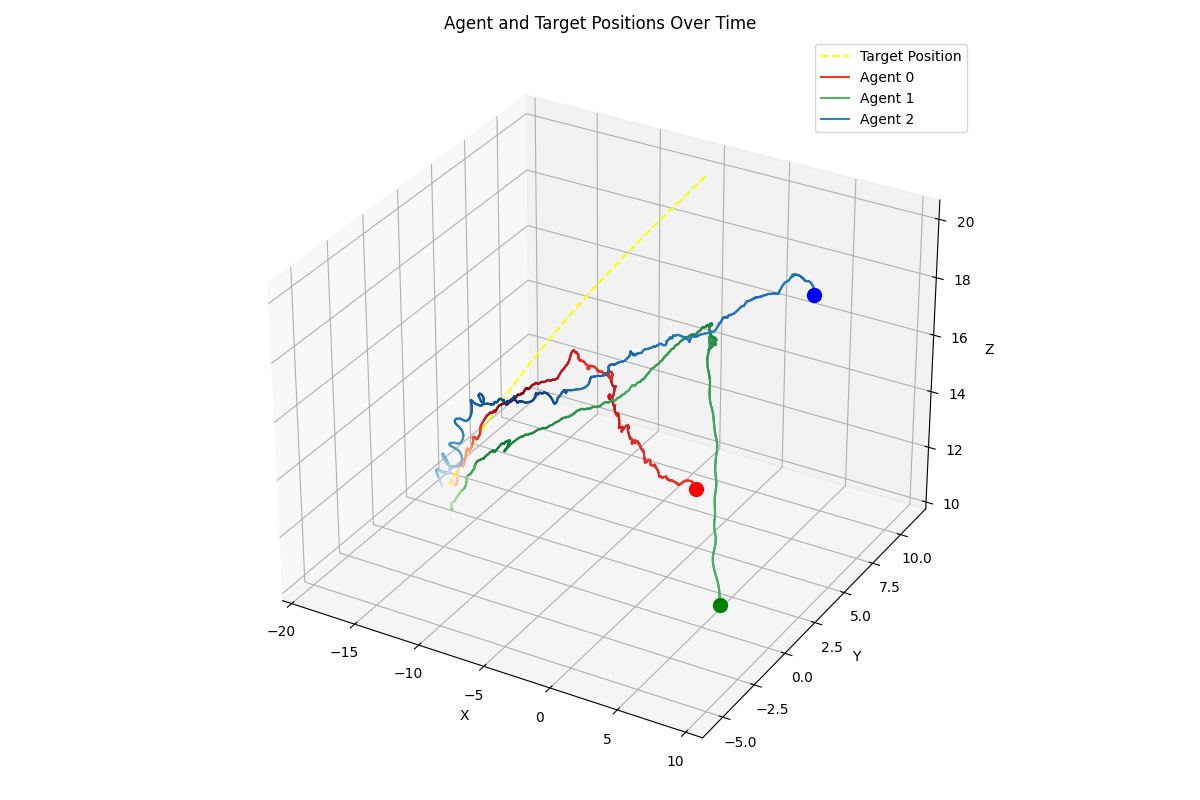 Agent and Target Positions Over Time
Target Position
Agent 0
Agent 1
Agent 2
20
18
16
14
12
10
Z
10.0
7.5
5.0
2.5
0.0
−2.5
−5.0
Y
−20
−15
−10
−5
0
5
10
X